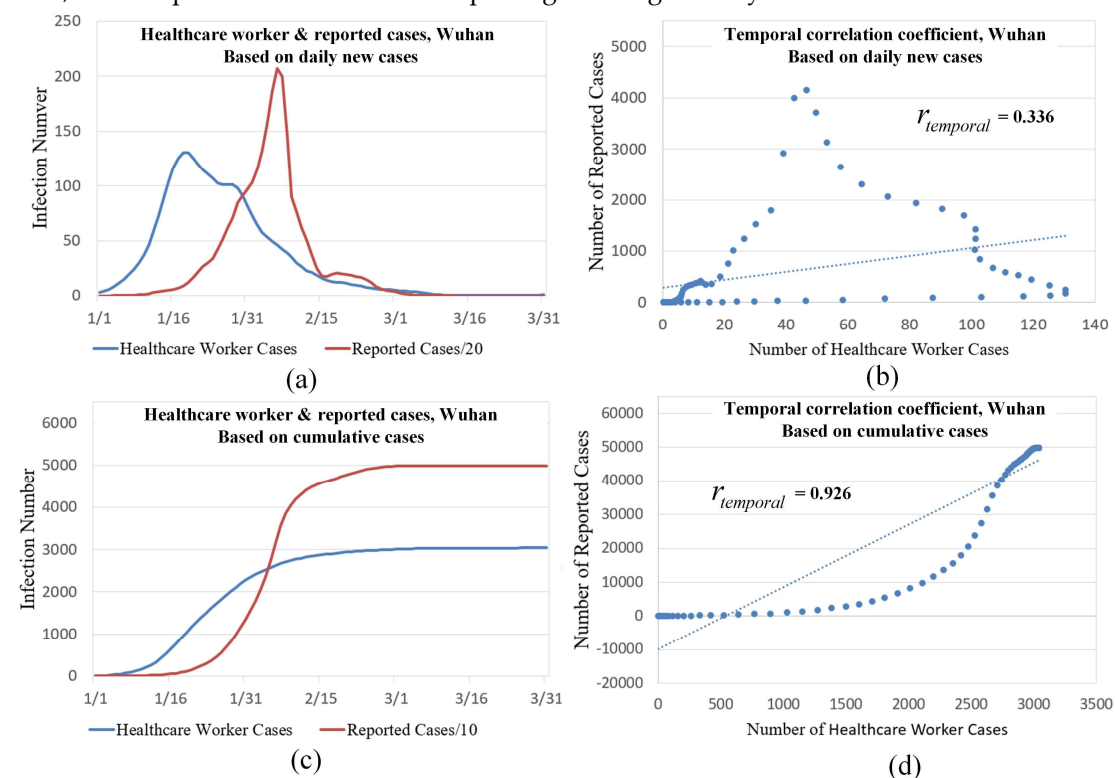 Healthcare worker & reported cases, Wuhan
Based on daily new cases
Infection Numver
250
200
150
100
50
0
1/1 1/16 1/31 2/15 3/1 3/16 3/31
Healthcare Worker Cases Reported Cases/20
(a)
Temporal correlation coefficient, Wuhan
Based on daily new cases
r temporal = 0.336
Number of Reported Cases
5000
4000
3000
2000
1000
0
0 20 40 60 80 100 120 140
Number of Healthcare Worker Cases
(b)
Healthcare worker & reported cases, Wuhan
Based on cumulative cases
Infection Number
6000
5000
4000
3000
2000
1000
0
1/1 1/16 1/31 2/15 3/1 3/16 3/31
Healthcare Worker Cases Reported Cases/10
(c)
Temporal correlation coefficient, Wuhan
Based on cumulative cases
r temporal = 0.926
Number of Reported Cases
60000
50000
40000
30000
20000
10000
0
-10000
-20000
0 500 1000 1500 2000 2500 3000 3500
Number of Healthcare Worker Cases
(d)